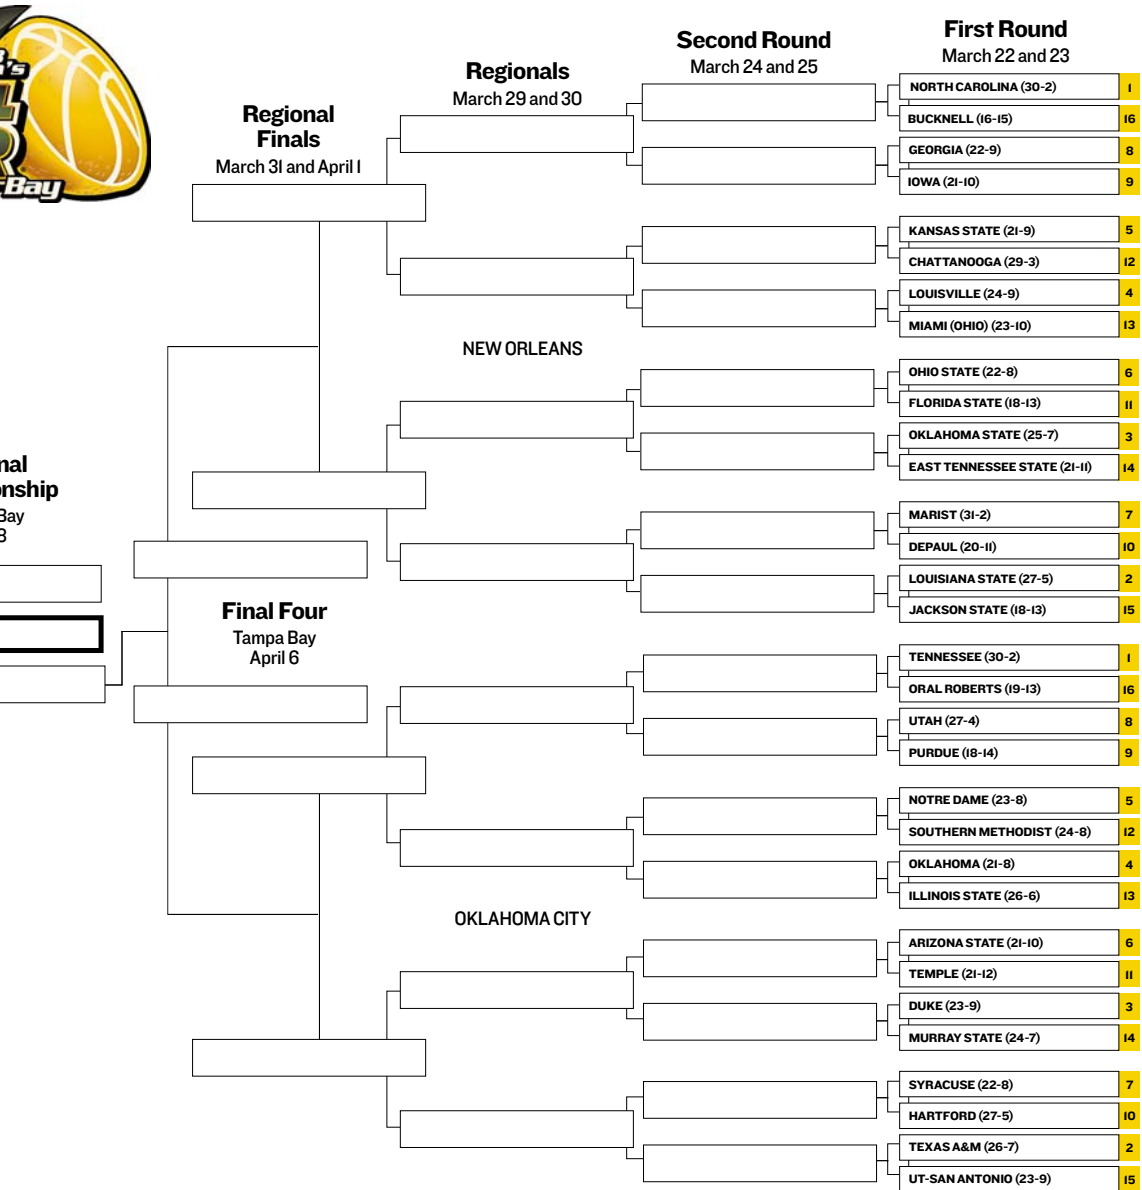 Bay
First Round
March 22 and 23
Second Round
March 24 and 25
Regionals
March 29 and 30
Regional
Finals
March 31 and April 1
NORTH CAROLINA (30-2) 1
BUCKNELL (16-15) 16
GEORGIA (22-9) 8
IOWA (21-10) 9
KANSAS STATE (21-9) 5
CHATTANOOGA (29-3) 12
LOUISVILLE (24-9) 4
MIAMI (OHIO) (23-10) 13
NEW ORLEANS
OHIO STATE (22-8) 6
FLORIDA STATE (18-13) 11
OKLAHOMA STATE (25-7) 3
EAST TENNESSEE STATE (21-11) 14
MARIST (31-2) 7
DEPAUL (20-11) 10
LOUISIANA STATE (27-5) 2
JACKSON STATE (18-13) 15
nal
onship
Bay
8
Final Four
Tampa Bay
April 6
TENNESSEE (30-2) 1
ORAL ROBERTS (19-13) 16
UTAH (27-4) 8
PURDUE (18-14) 9
NOTRE DAME (23-8) 5
SOUTHERN METHODIST (24-8) 12
OKLAHOMA (21-8) 4
ILLINOIS STATE (26-6) 13
OKLAHOMA CITY
ARIZONA STATE (21-10) 6
TEMPLE (21-12) 11
DUKE (23-9) 3
MURRAY STATE (24-7) 14
SYRACUSE (22-8) 7
HARTFORD (27-5) 10
TEXAS A&M (26-7) 2
UT-SAN ANTONIO (23-9) 15